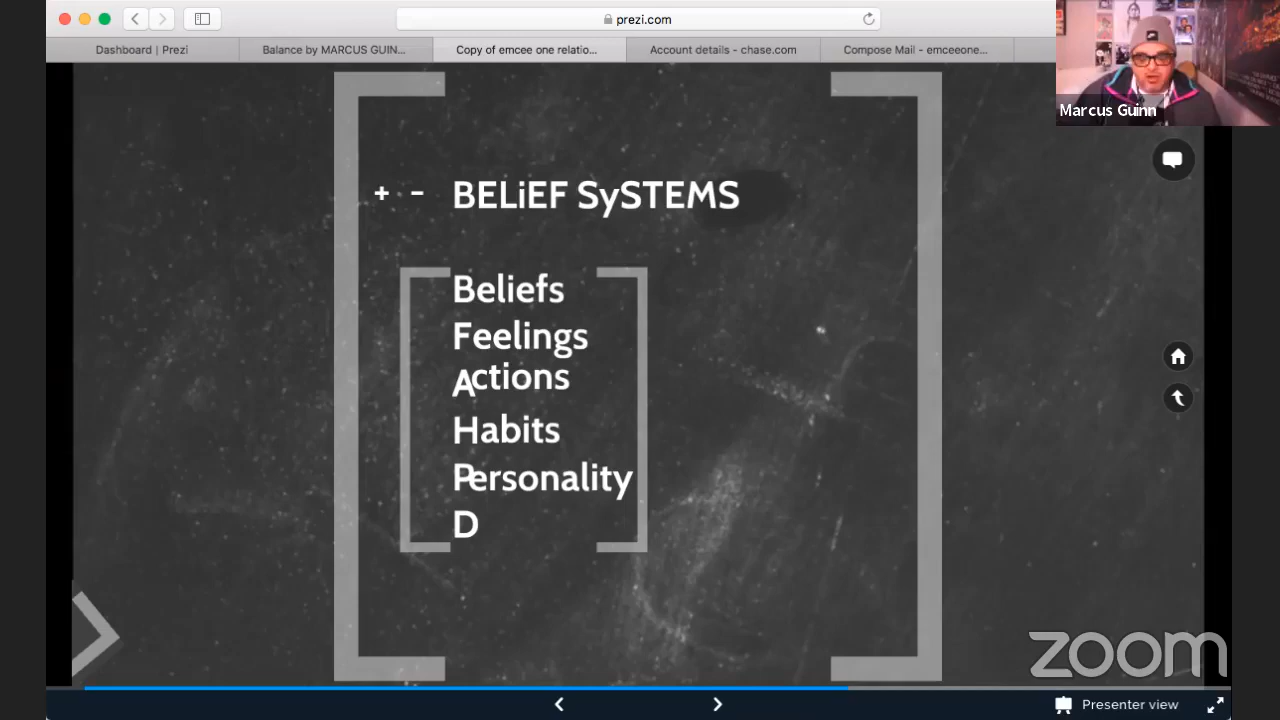 prezi.com
Dashboard | Prezi
Balance by MARCUS GUIN...
Copy of emcee one relatio...
Account details - chase.com
Compose Mail - emceeone...
Marcus Guinn
+ - BELiEF SySTEMS
Beliefs
Feelings
Actions
Habits
Personality
D
zoom
Presenter view